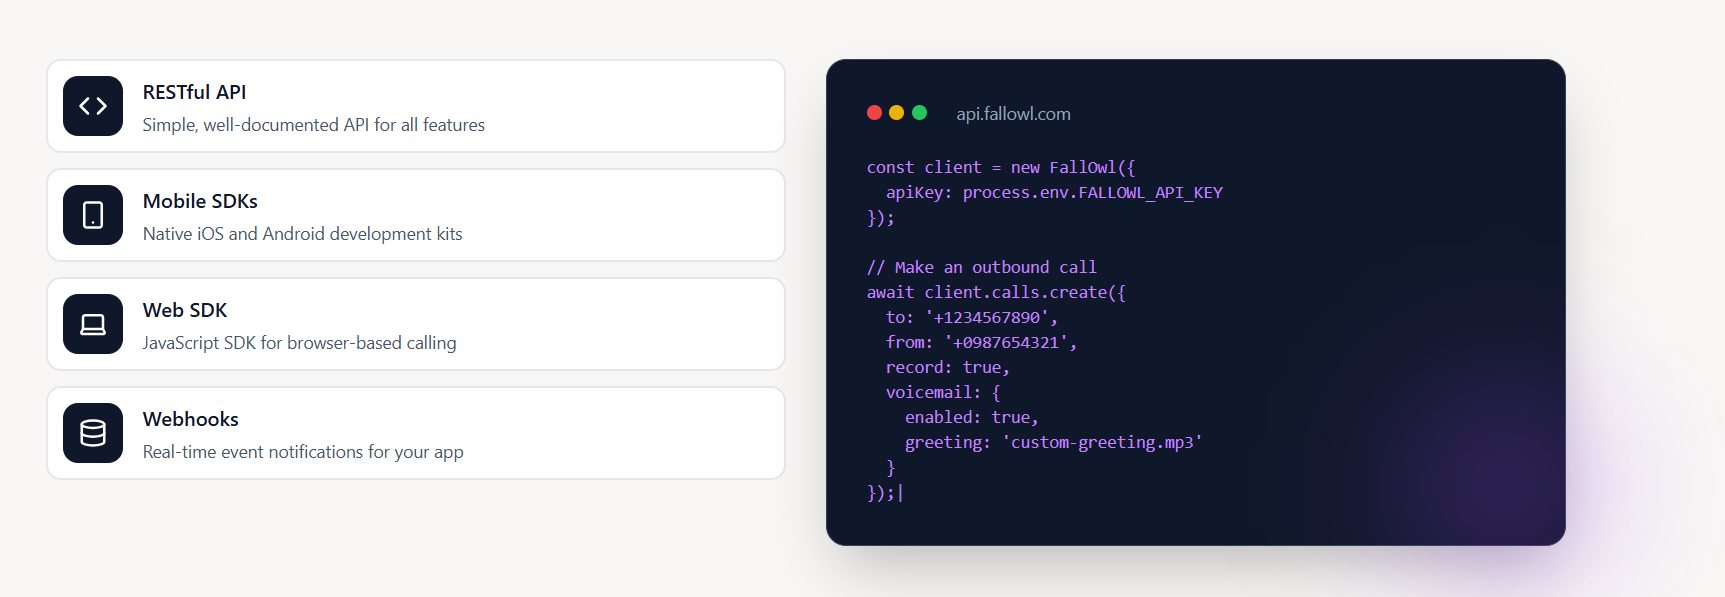 RESTful API
Simple, well-documented API for all features
Mobile SDKs
Native iOS and Android development kits
Web SDK
JavaScript SDK for browser-based calling
Webhooks
Real-time event notifications for your app
api.fallowl.com
const client = new FallOwl({
  apiKey: process.env.FALLOWL_API_KEY
});

// Make an outbound call
await client.calls.create({
  to: '+1234567890',
  from: '+0987654321',
  record: true,
  voicemail: {
    enabled: true,
    greeting: 'custom-greeting.mp3'
  }
});|